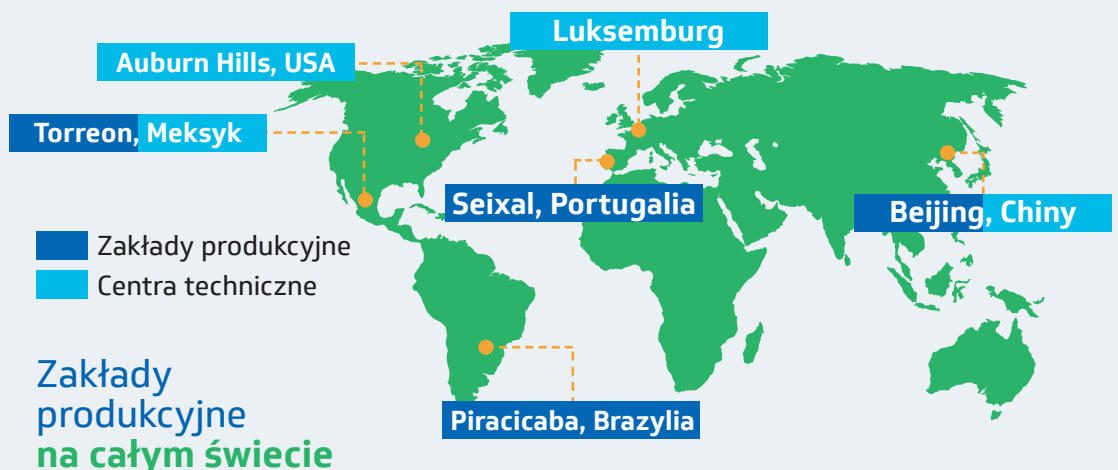 Luksemburg
Auburn Hills, USA
Torreon, Meksyk
Seixal, Portugalia
Beijing, Chiny
Zakłady produkcyjne
Centra techniczne
Piracicaba, Brazylia
Zakłady
produkcyjne
na całym świecie